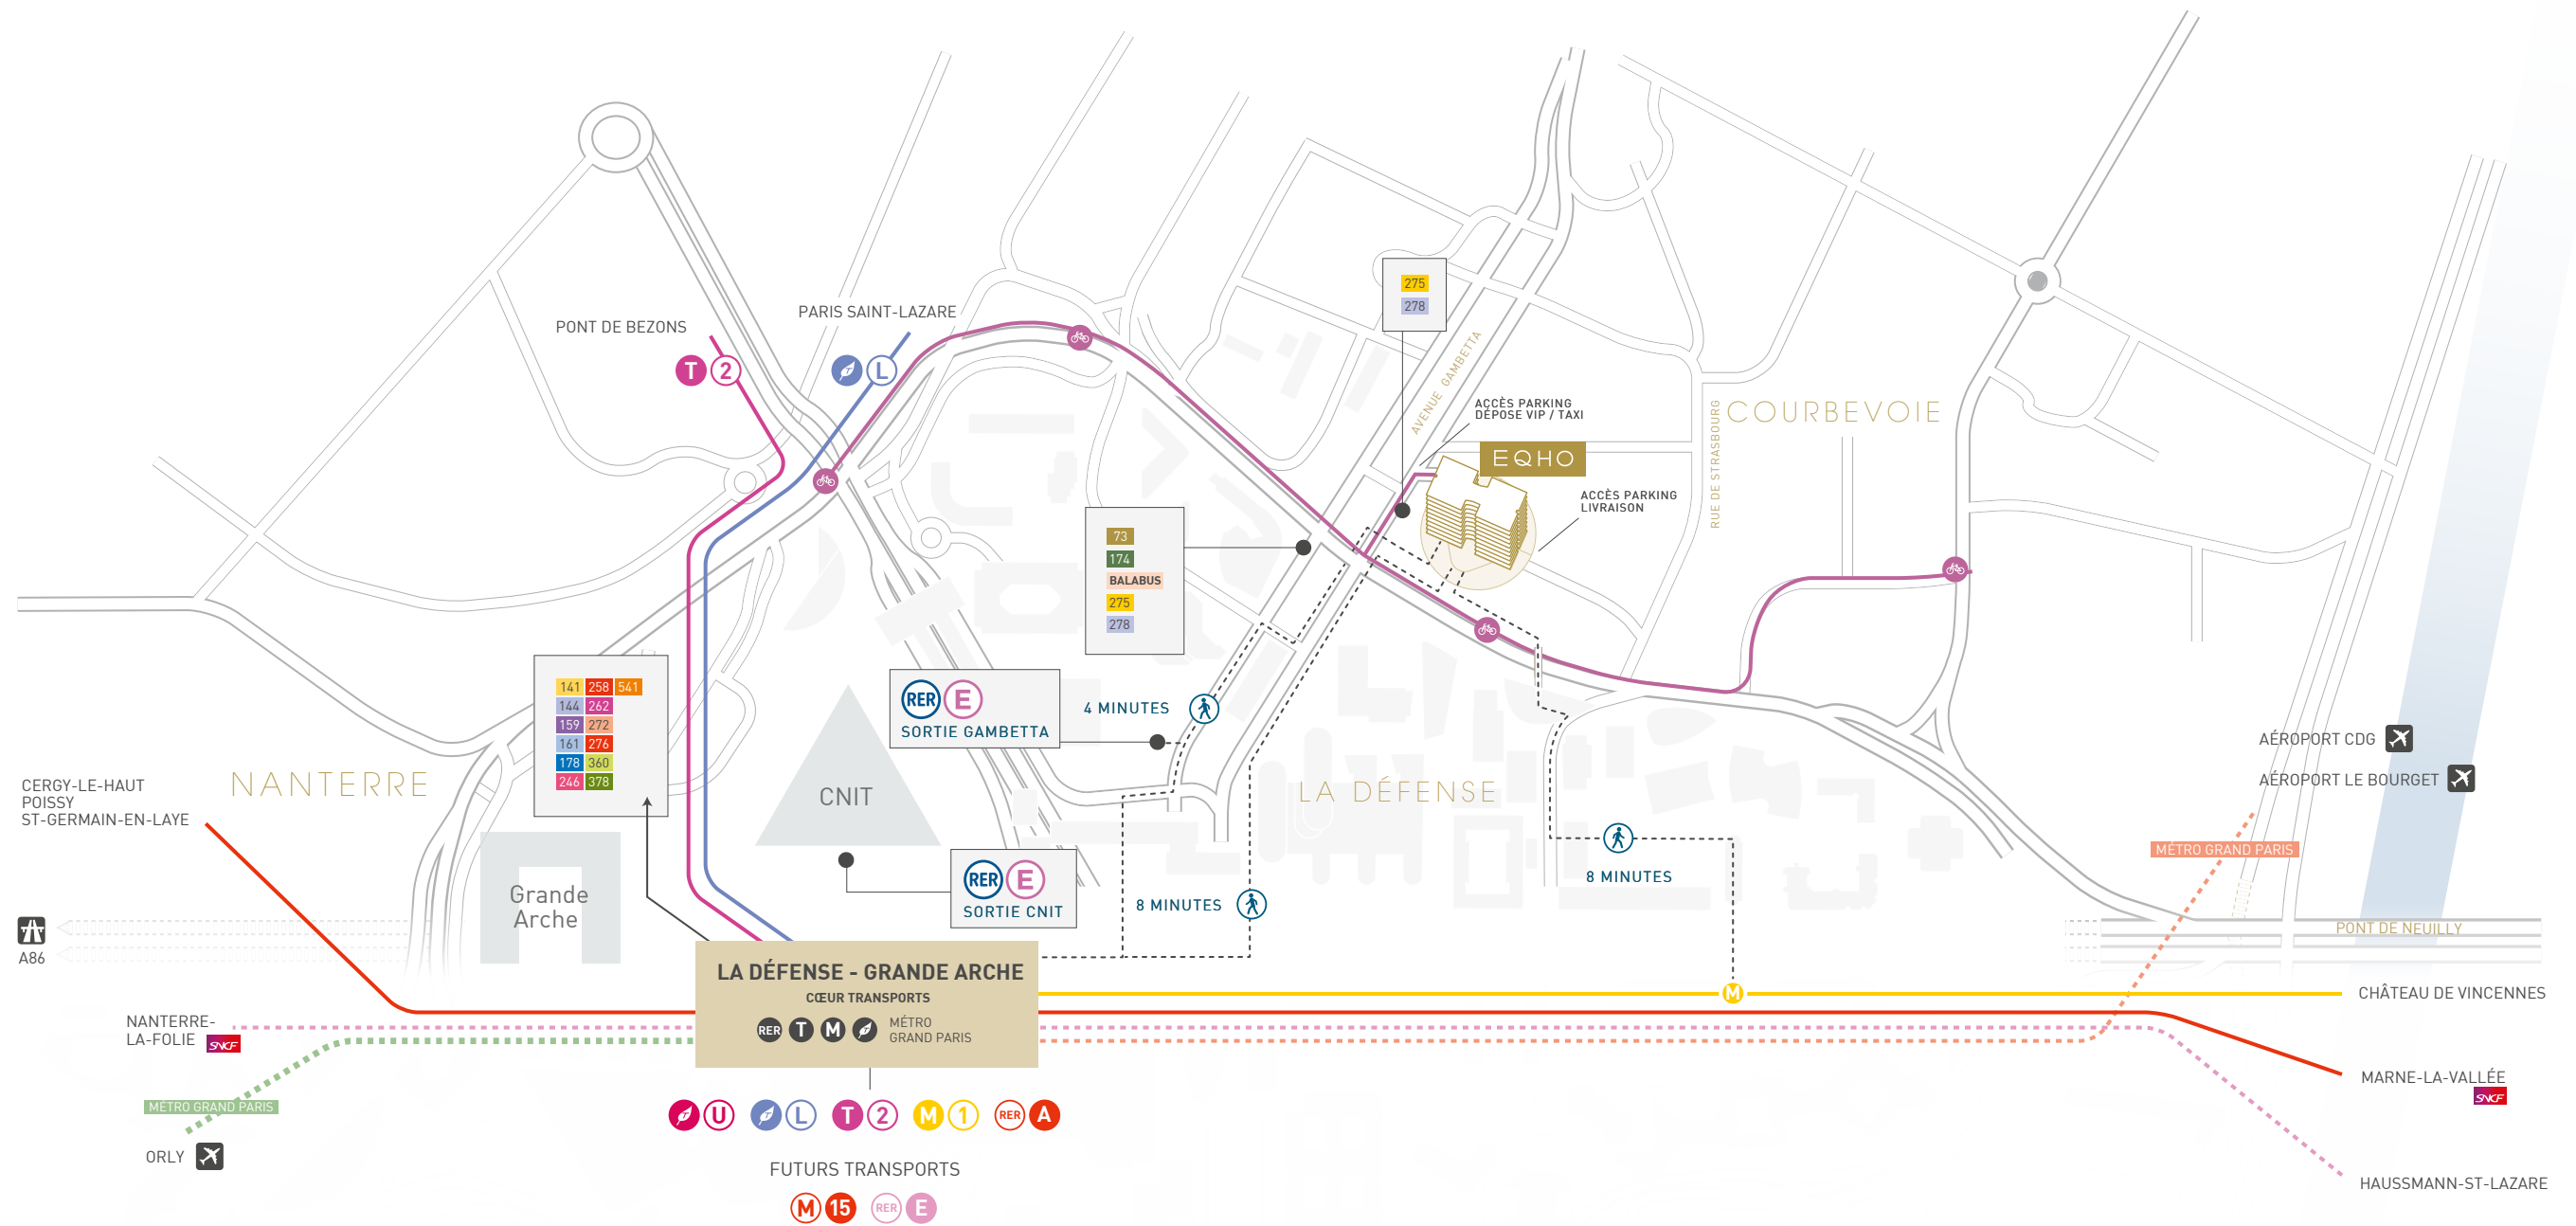 275
278
PARIS SAINT-LAZARE
PONT DE BEZONS
T 2
L
AVENUE GAMBETTA
ACCÈS PARKING
DÉPOSE VIP / TAXI
COURBEVOIE
RUE DE STRASBOURG
EQHO
ACCÈS PARKING
LIVRAISON
73
174
BALABUS
275
278
141 258 541
144 262
159 272
161 276
178 360
246 378
RER E
SORTIE GAMBETTA
4 MINUTES
AÉROPORT CDG
AÉROPORT LE BOURGET
CERGY-LE-HAUT
POISSY
ST-GERMAIN-EN-LAYE
NANTERRE
CNIT
LA DÉFENSE
MÉTRO GRAND PARIS
8 MINUTES
RER E
SORTIE CNIT
8 MINUTES
Grande
Arche
A86
PONT DE NEUILLY
LA DÉFENSE - GRANDE ARCHE
CŒUR TRANSPORTS
RER T M
MÉTRO
GRAND PARIS
M
CHÂTEAU DE VINCENNES
NANTERRE-
LA-FOLIE
SNCF
MARNE-LA-VALLÉE
SNCF
MÉTRO GRAND PARIS
ORLY
U L T 2 M 1 RER A
FUTURS TRANSPORTS
M 15 RER E
HAUSSMANN-ST-LAZARE